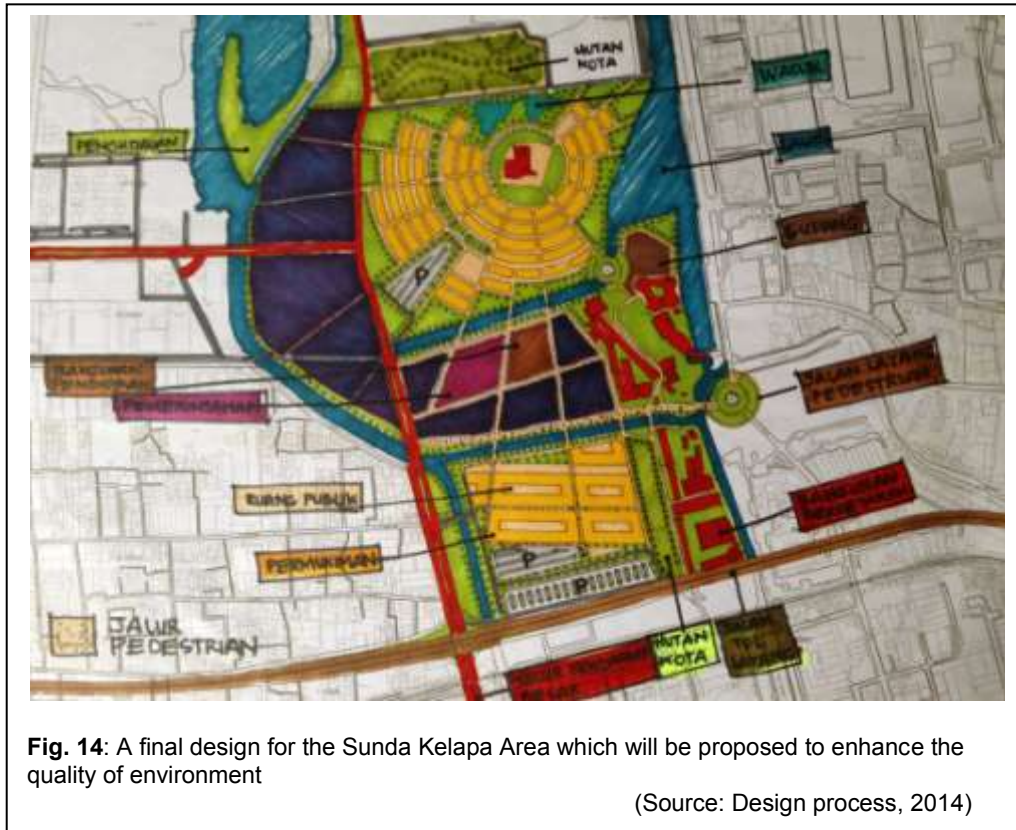 HUTAN
KOTA
WADUK
PENGHIJAUAN
GUDANG
P
JALAN LAYANG
PEDESTRIAN
BANGUNAN
RUANG PUBLIK
BANGUNAN
PERMUKIMAN
P
P
JALUR
PEDESTRIAN
HUTAN
KOTA
Fig. 14: A final design for the Sunda Kelapa Area which will be proposed to enhance the
quality of environment
(Source: Design process, 2014)